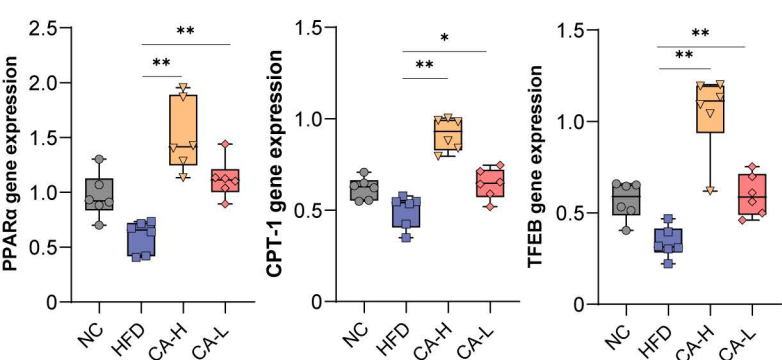 PPARα gene expression
2.5
2.0
1.5
1.0
0.5
0
**
**
NC
HFD
CA-H
CA-L
CPT-1 gene expression
1.5
1.0
0.5
0
*
**
NC
HFD
CA-H
CA-L
TFEB gene expression
1.5
1.0
0.5
0
**
**
NC
HFD
CA-H
CA-L